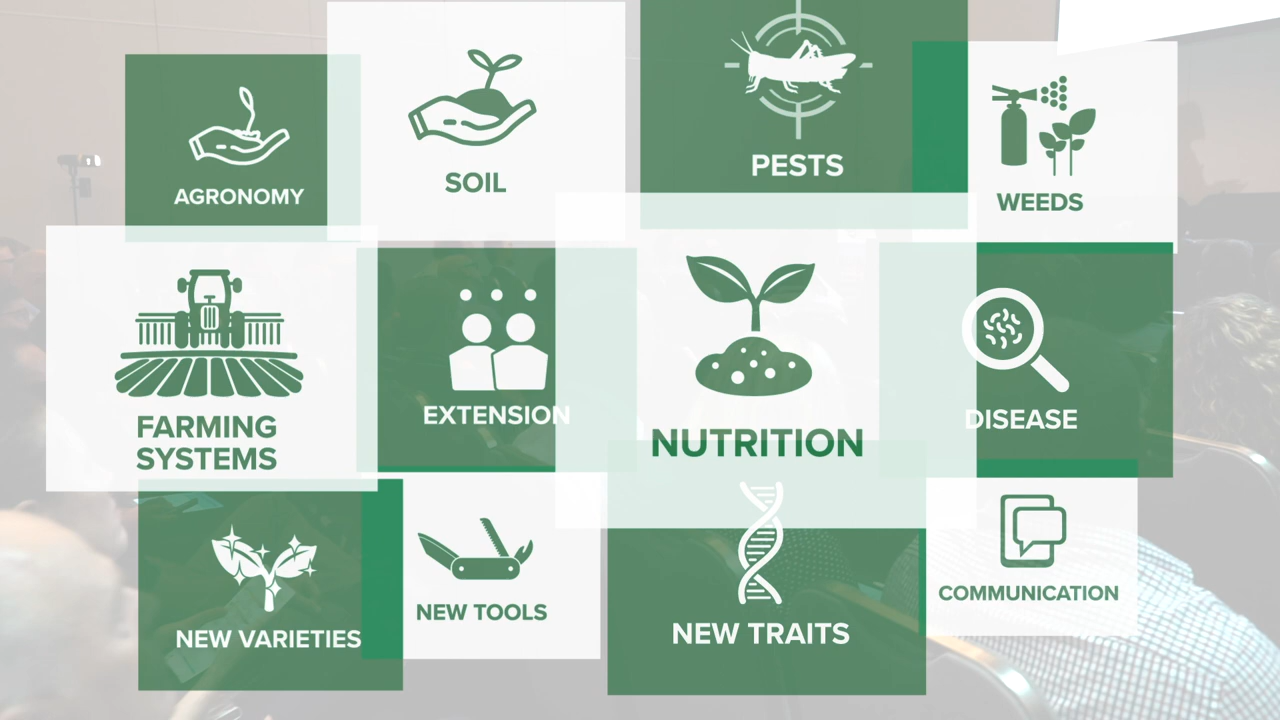 AGRONOMY
SOIL
PESTS
WEEDS
FARMING
SYSTEMS
EXTENSION
NUTRITION
DISEASE
NEW VARIETIES
NEW TOOLS
NEW TRAITS
COMMUNICATION